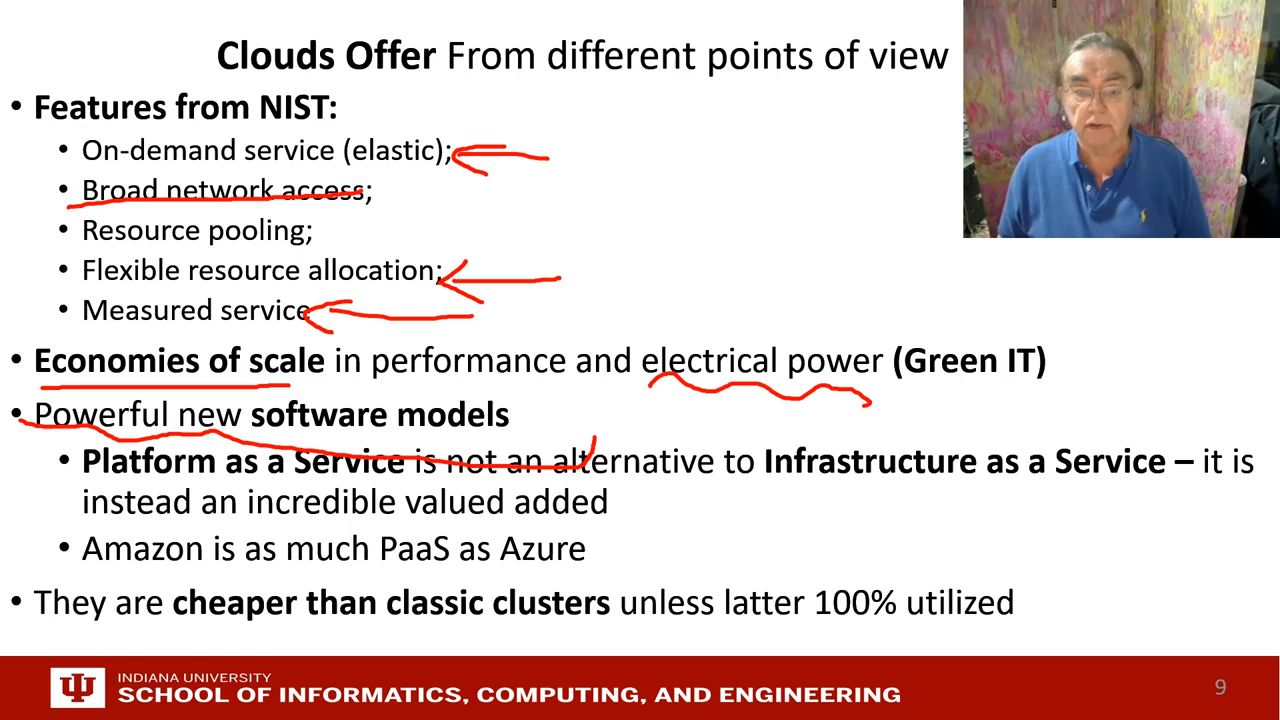 Clouds Offer From different points of view
• Features from NIST:
• On-demand service (elastic);
• Broad network access;
• Resource pooling;
• Flexible resource allocation;
• Measured service
• Economies of scale in performance and electrical power (Green IT)
• Powerful new software models
• Platform as a Service is not an alternative to Infrastructure as a Service – it is
instead an incredible valued added
• Amazon is as much PaaS as Azure
• They are cheaper than classic clusters unless latter 100% utilized
INDIANA UNIVERSITY
SCHOOL OF INFORMATICS, COMPUTING, AND ENGINEERING
9